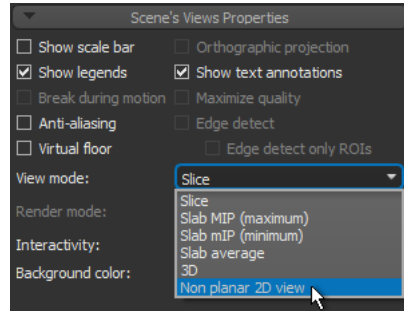 Scene's Views Properties
Show scale bar Orthographic projection
Show legends Show text annotations
Break during motion Maximize quality
Anti-aliasing Edge detect
Virtual floor Edge detect only ROIs
View mode: Slice
Slice
Render mode: Slab MIP (maximum)
Slab mIP (minimum)
Interactivity: Slab average
3D
Background color: Non planar 2D view